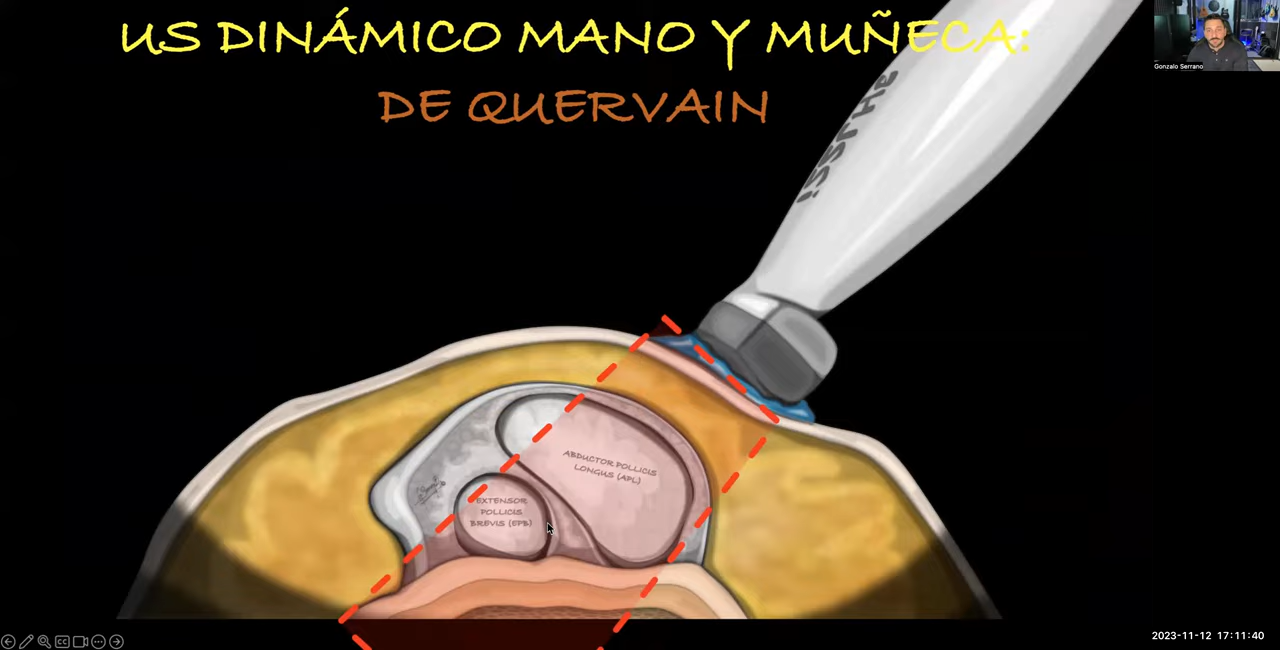 US DINÁMICO MANO Y MUÑECA:
DE QUERVAIN
Gonzalo Serrano
ABDUCTOR POLLICIS
LONGUS (APL)
EXTENSOR
POLLICIS
BREVIS (EPB)
CC
2023-11-12 17:11:40